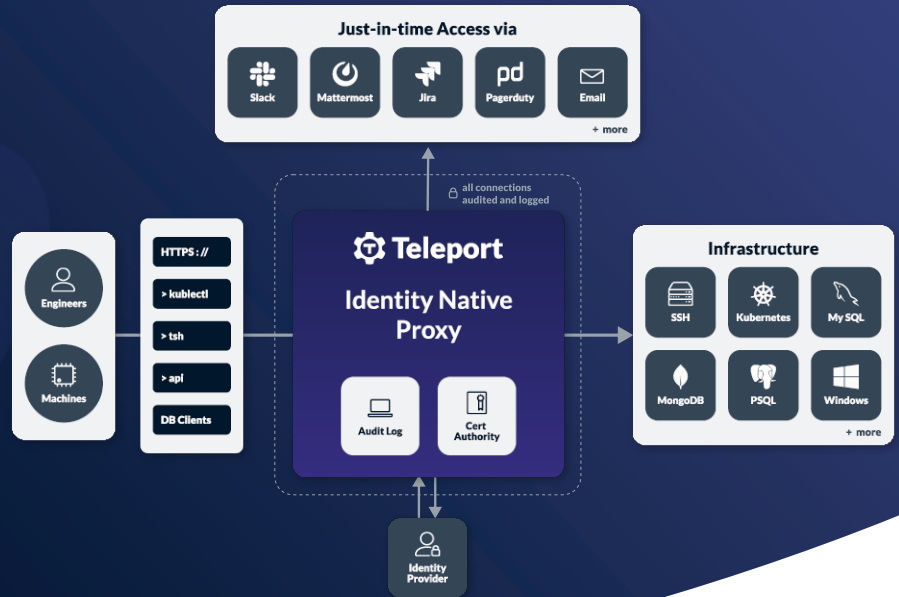 Just-in-time Access via
Slack
Mattermost
Jira
Pagerduty
Email
+ more
all connections
audited and logged
Engineers
Machines
HTTPS://
> kublectl
> tsh
> api
DB Clients
Teleport
Identity Native
Proxy
Audit Log
Cert
Authority
Infrastructure
SSH
Kubernetes
My SQL
MongoDB
PSQL
Windows
+ more
Identity
Provider